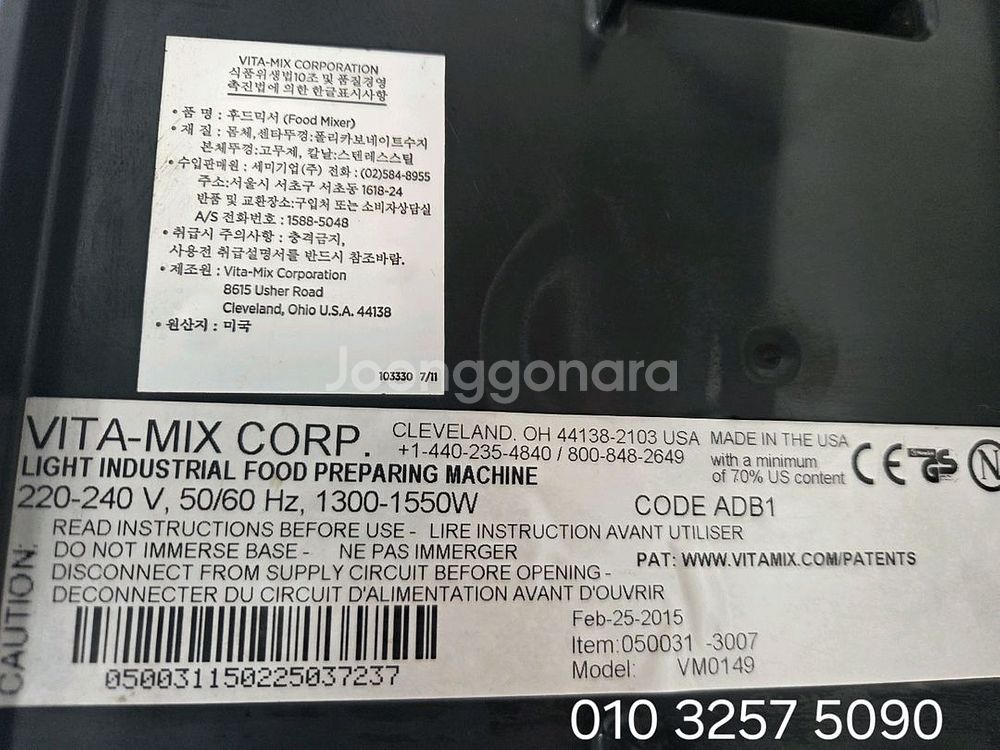 VITA-MIX CORPORATION
식품위생법10조 및 품질경영
촉진법에 의한 한글표시사항
• 품 명 : 후드믹서 (Food Mixer)
• 재 질 : 몸체,센타뚜껑:폴리카보네이트수지
본체뚜껑:고무제, 칼날:스텐레스스틸
• 수입판매원 : 세미기업(주) 전화 : (02)584-8955
주소:서울시 서초구 서초동 1618-24
반품 및 교환장소:구입처 또는 소비자상담실
A/S 전화번호 : 1588-5048
• 취급시 주의사항 : 충격금지,
사용전 취급설명서를 반드시 참조바람.
• 제조원 : Vita-Mix Corporation
8615 Usher Road
Cleveland, Ohio U.S.A. 44138
• 원산지 : 미국
103330 7/11
Joonggonara
VITA-MIX CORP.
CLEVELAND. OH 44138-2103 USA
+1-440-235-4840 / 800-848-2649
MADE IN THE USA
with a minimum
of 70% US content
CE GS N
LIGHT INDUSTRIAL FOOD PREPARING MACHINE
220-240 V, 50/60 Hz, 1300-1550W
CODE ADB1
CAUTION:
READ INSTRUCTIONS BEFORE USE - LIRE INSTRUCTION AVANT UTILISER
DO NOT IMMERSE BASE - NE PAS IMMERGER
PAT: WWW.VITAMIX.COM/PATENTS
DISCONNECT FROM SUPPLY CIRCUIT BEFORE OPENING -
DECONNECTER DU CIRCUIT D'ALIMENTATION AVANT D'OUVRIR
050031150225037237
Feb-25-2015
Item:050031 -3007
Model: VM0149
010 3257 5090